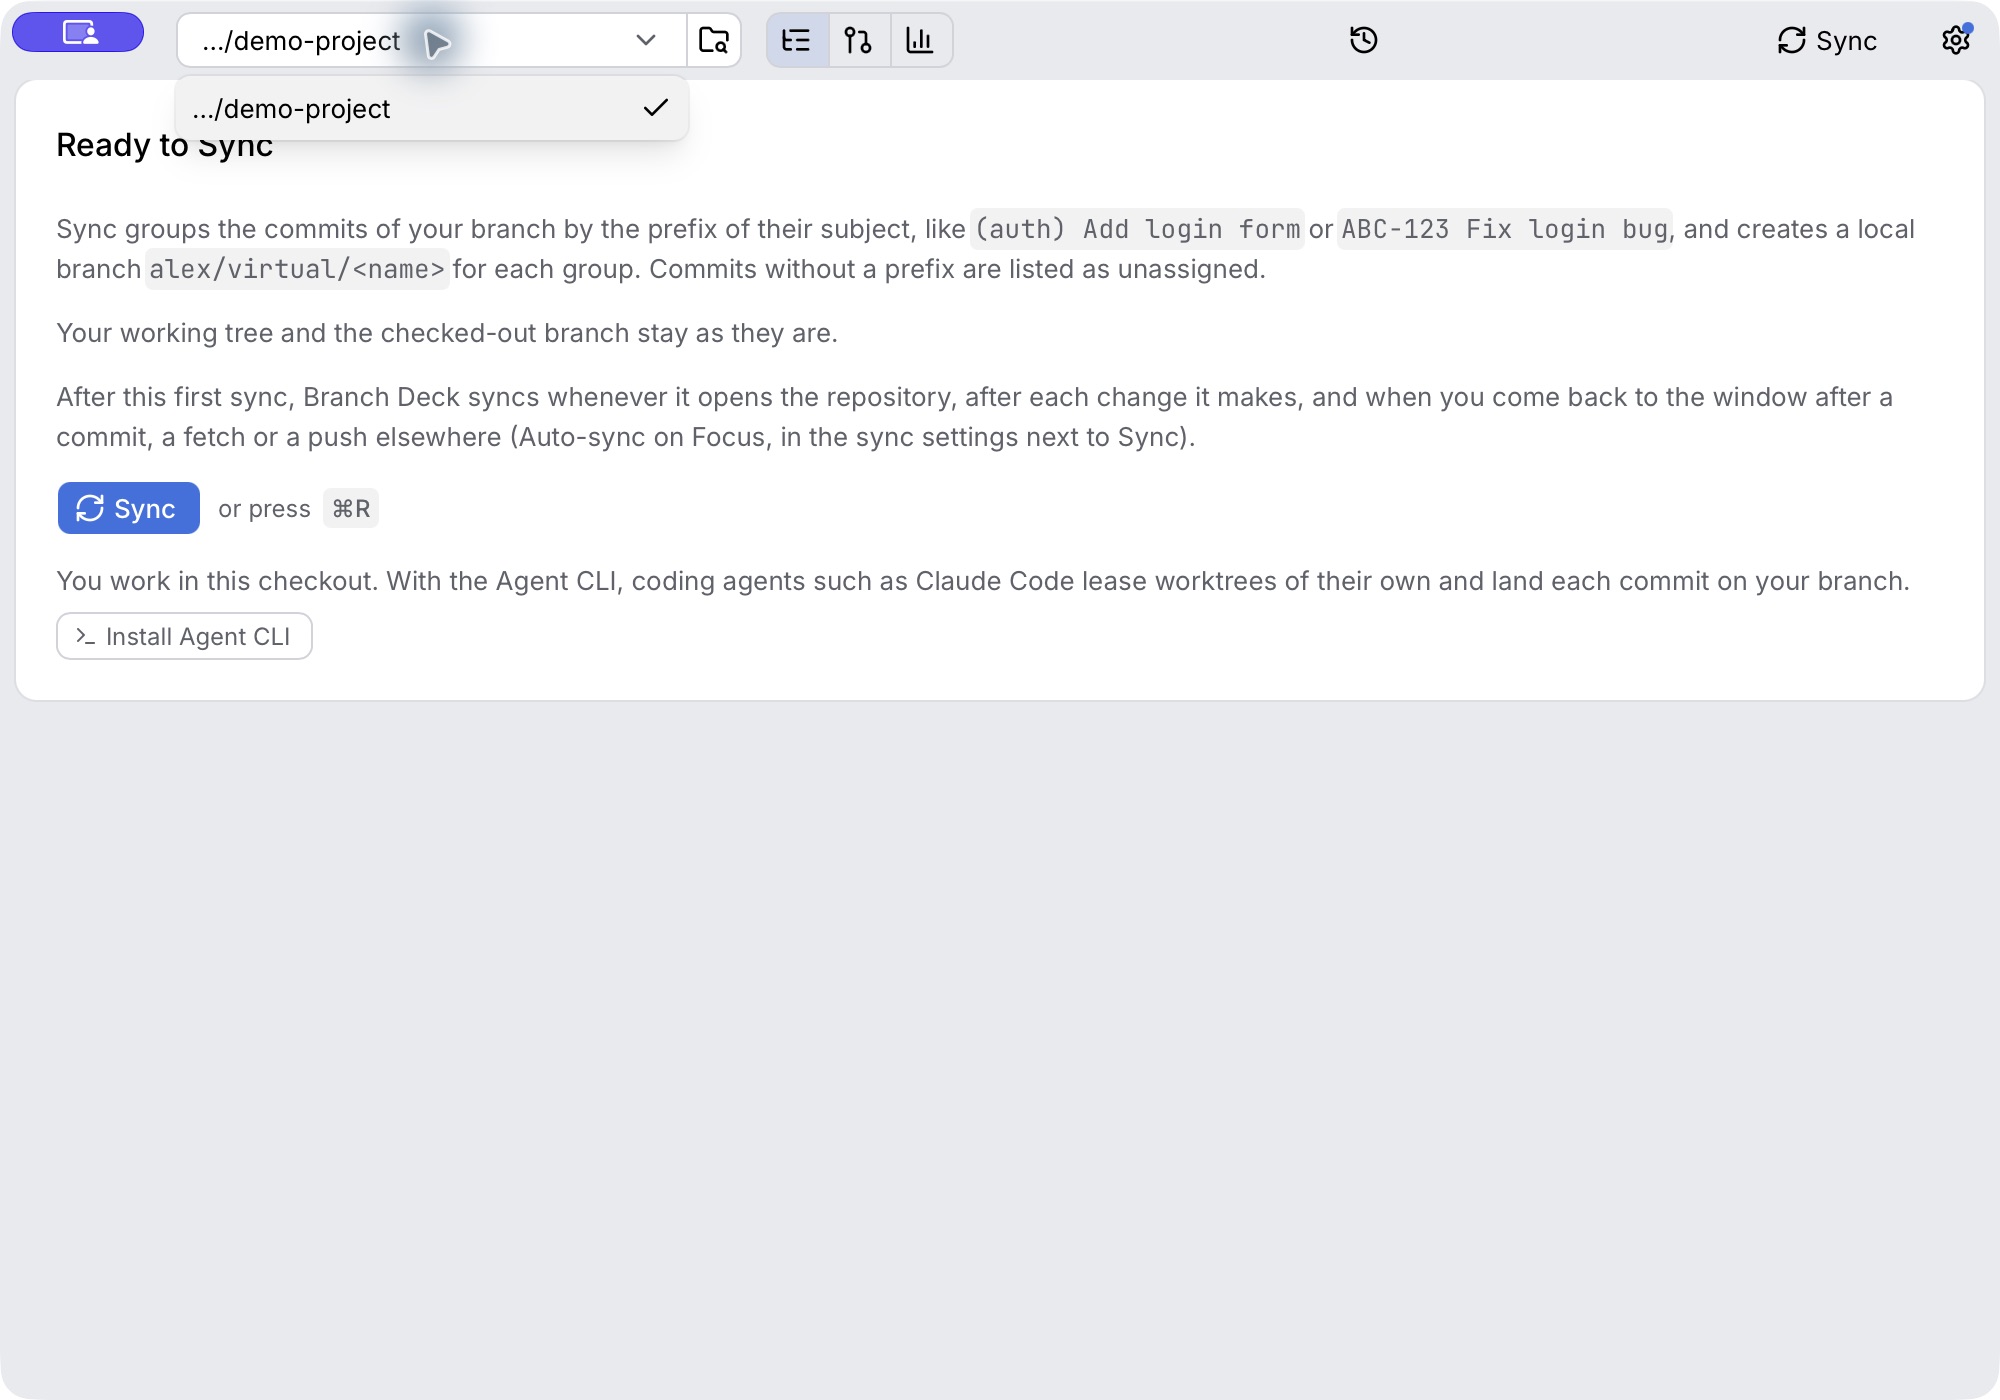 .../demo-project
Sync
.../demo-project
Ready to Sync
Sync groups the commits of your branch by the prefix of their subject, like (auth) Add login form or ABC-123 Fix login bug, and creates a local
branch alex/virtual/<name> for each group. Commits without a prefix are listed as unassigned.
Your working tree and the checked-out branch stay as they are.
After this first sync, Branch Deck syncs whenever it opens the repository, after each change it makes, and when you come back to the window after a
commit, a fetch or a push elsewhere (Auto-sync on Focus, in the sync settings next to Sync).
Sync or press ⌘R
You work in this checkout. With the Agent CLI, coding agents such as Claude Code lease worktrees of their own and land each commit on your branch.
Install Agent CLI